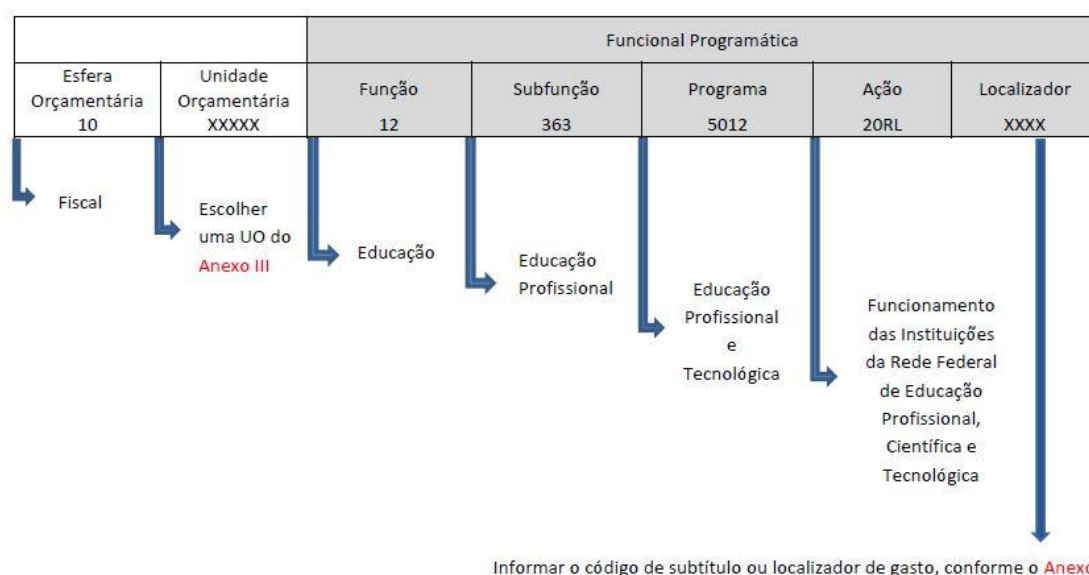 Funcional Programática
Esfera Orçamentária 10
Unidade Orçamentária XXXXX
Função 12
Subfunção 363
Programa 5012
Ação 20RL
Localizador XXXX
Fiscal
Escolher
uma UO do
Anexo III
Educação
Educação
Profissional
Educação
Profissional
e
Tecnológica
Funcionamento
das Instituições
da Rede Federal
de Educação
Profissional,
Científica e
Tecnológica
Informar o código de subtítulo ou localizador de gasto, conforme o Anexo